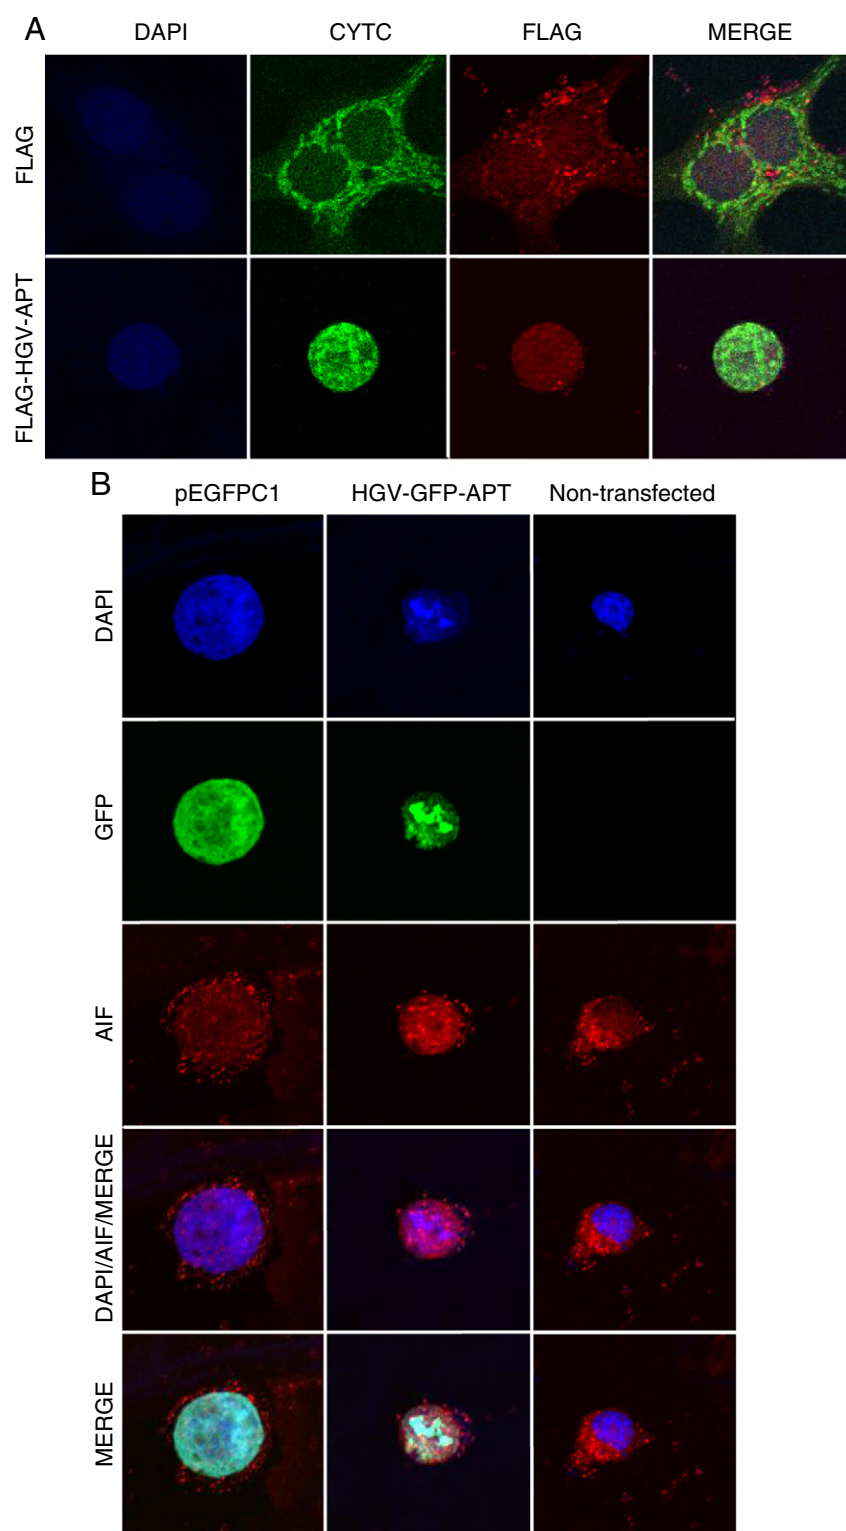 A
DAPI CYTC FLAG MERGE
FLAG
FLAG-HGV-APT
B
pEGFPC1 HGV-GFP-APT Non-transfected
DAPI
GFP
AIF
DAPI/AIF/MERGE
MERGE